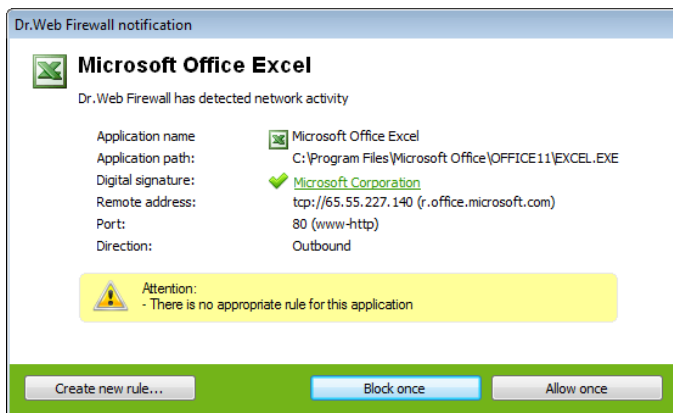 Dr.Web Firewall notification
Microsoft Office Excel
Dr.Web Firewall has detected network activity
Application name Microsoft Office Excel
Application path: C:\Program Files\Microsoft Office\OFFICE11\EXCEL.EXE
Digital signature: Microsoft Corporation
Remote address: tcp://65.55.227.140 (r.office.microsoft.com)
Port: 80 (www-http)
Direction: Outbound
Attention:
- There is no appropriate rule for this application
Create new rule... Block once Allow once